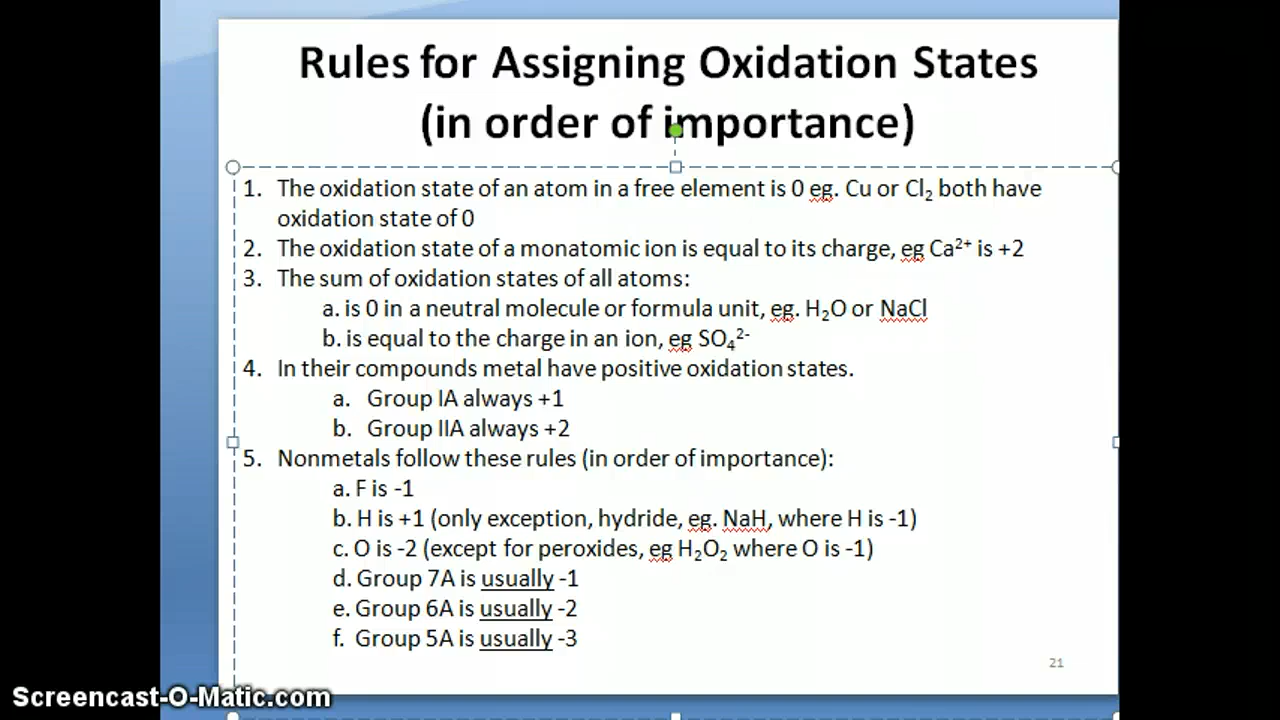 Rules for Assigning Oxidation States
(in order of importance)
1. The oxidation state of an atom in a free element is 0 eg. Cu or Cl₂ both have
oxidation state of 0
2. The oxidation state of a monatomic ion is equal to its charge, eg Ca²⁺ is +2
3. The sum of oxidation states of all atoms:
a. is 0 in a neutral molecule or formula unit, eg. H₂O or NaCl
b. is equal to the charge in an ion, eg SO₄²⁻
4. In their compounds metal have positive oxidation states.
a. Group IA always +1
b. Group IIA always +2
5. Nonmetals follow these rules (in order of importance):
a. F is -1
b. H is +1 (only exception, hydride, eg. NaH, where H is -1)
c. O is -2 (except for peroxides, eg H₂O₂ where O is -1)
d. Group 7A is usually -1
e. Group 6A is usually -2
f. Group 5A is usually -3
21
Screencast-O-Matic.com